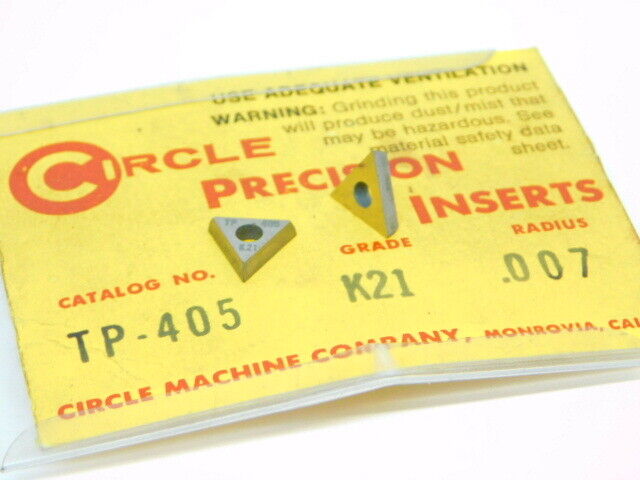 USE ADEQUATE VENTILATION
WARNING: Grinding this product
will produce dust/mist that
may be hazardous. See
material safety data
sheet.
CIRCLE
PRECISION
INSERTS
TP 405
K21
CATALOG NO.
GRADE
RADIUS
TP-405
K21
.007
CIRCLE MACHINE COMPANY, MONROVIA, CAL